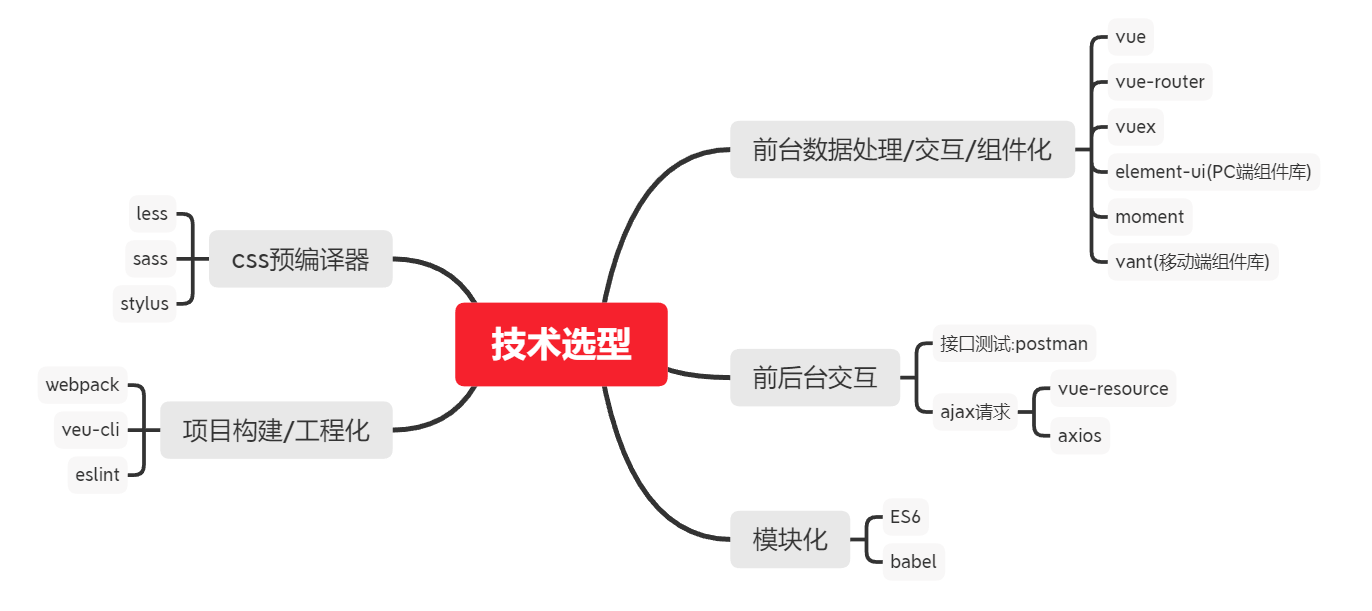 技术选型
前台数据处理/交互/组件化
vue
vue-router
vuex
element-ui(PC端组件库)
moment
vant(移动端组件库)
前后台交互
接口测试:postman
ajax请求
vue-resource
axios
模块化
ES6
babel
css预编译器
less
sass
stylus
项目构建/工程化
webpack
veu-cli
eslint